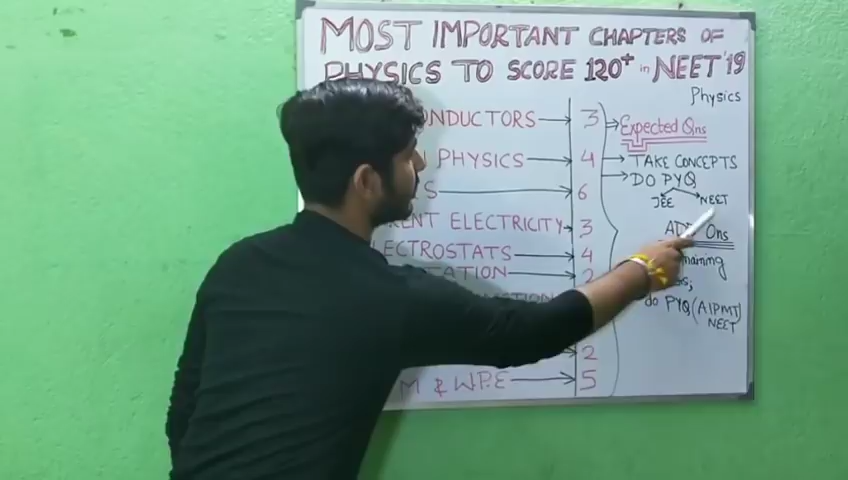 MOST IMPORTANT CHAPTERS OF
PHYSICS TO SCORE 120+ in NEET'19
Physics
NDUCTORS → 3
PHYSICS → 4
S → 6
ENT ELECTRICITY → 3
ECTROSTATS → 4
TATION → 2
→ 2
M & W.P.E → 5
→ Expected Qns
→ TAKE CONCEPTS
→ DO PYQ
JEE NEET
Qns
maining
do PYQ (AIPMT)
NEET